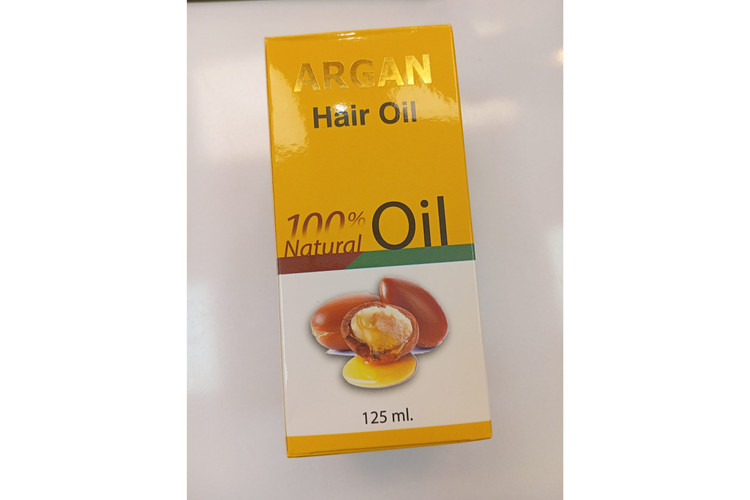 ARGAN
Hair Oil
100% Natural Oil
125 ml.